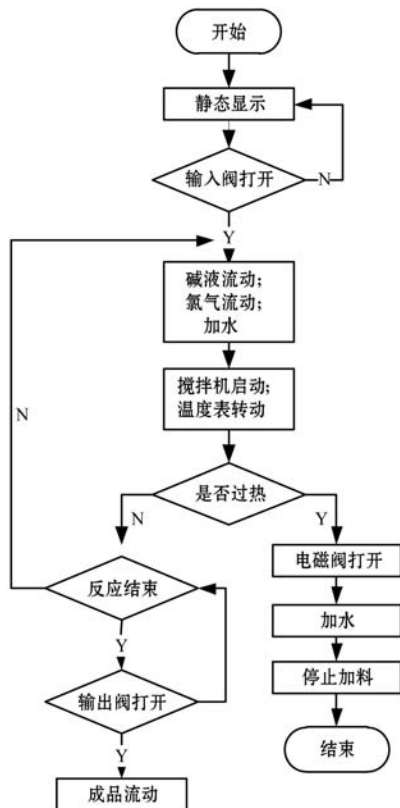 开始
静态显示
输入阀打开
N
Y
碱液流动;
氯气流动;
加水
搅拌机启动;
温度表转动
N
是否过热
N
Y
电磁阀打开
反应结束
加水
Y
停止加料
输出阀打开
结束
Y
成品流动